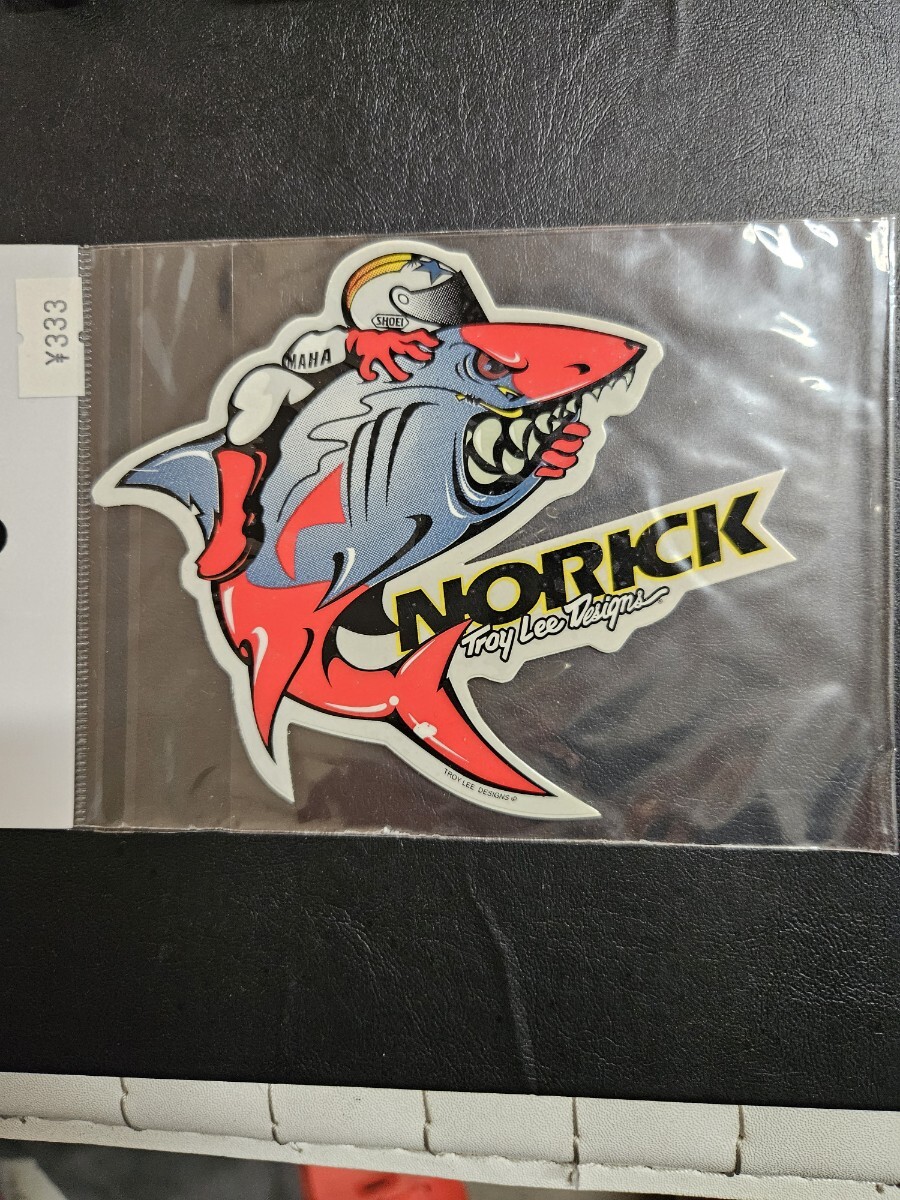 ¥333
SHOEI
MAHA
NORICK
Troy Lee Designs
TROY LEE DESIGNS ©